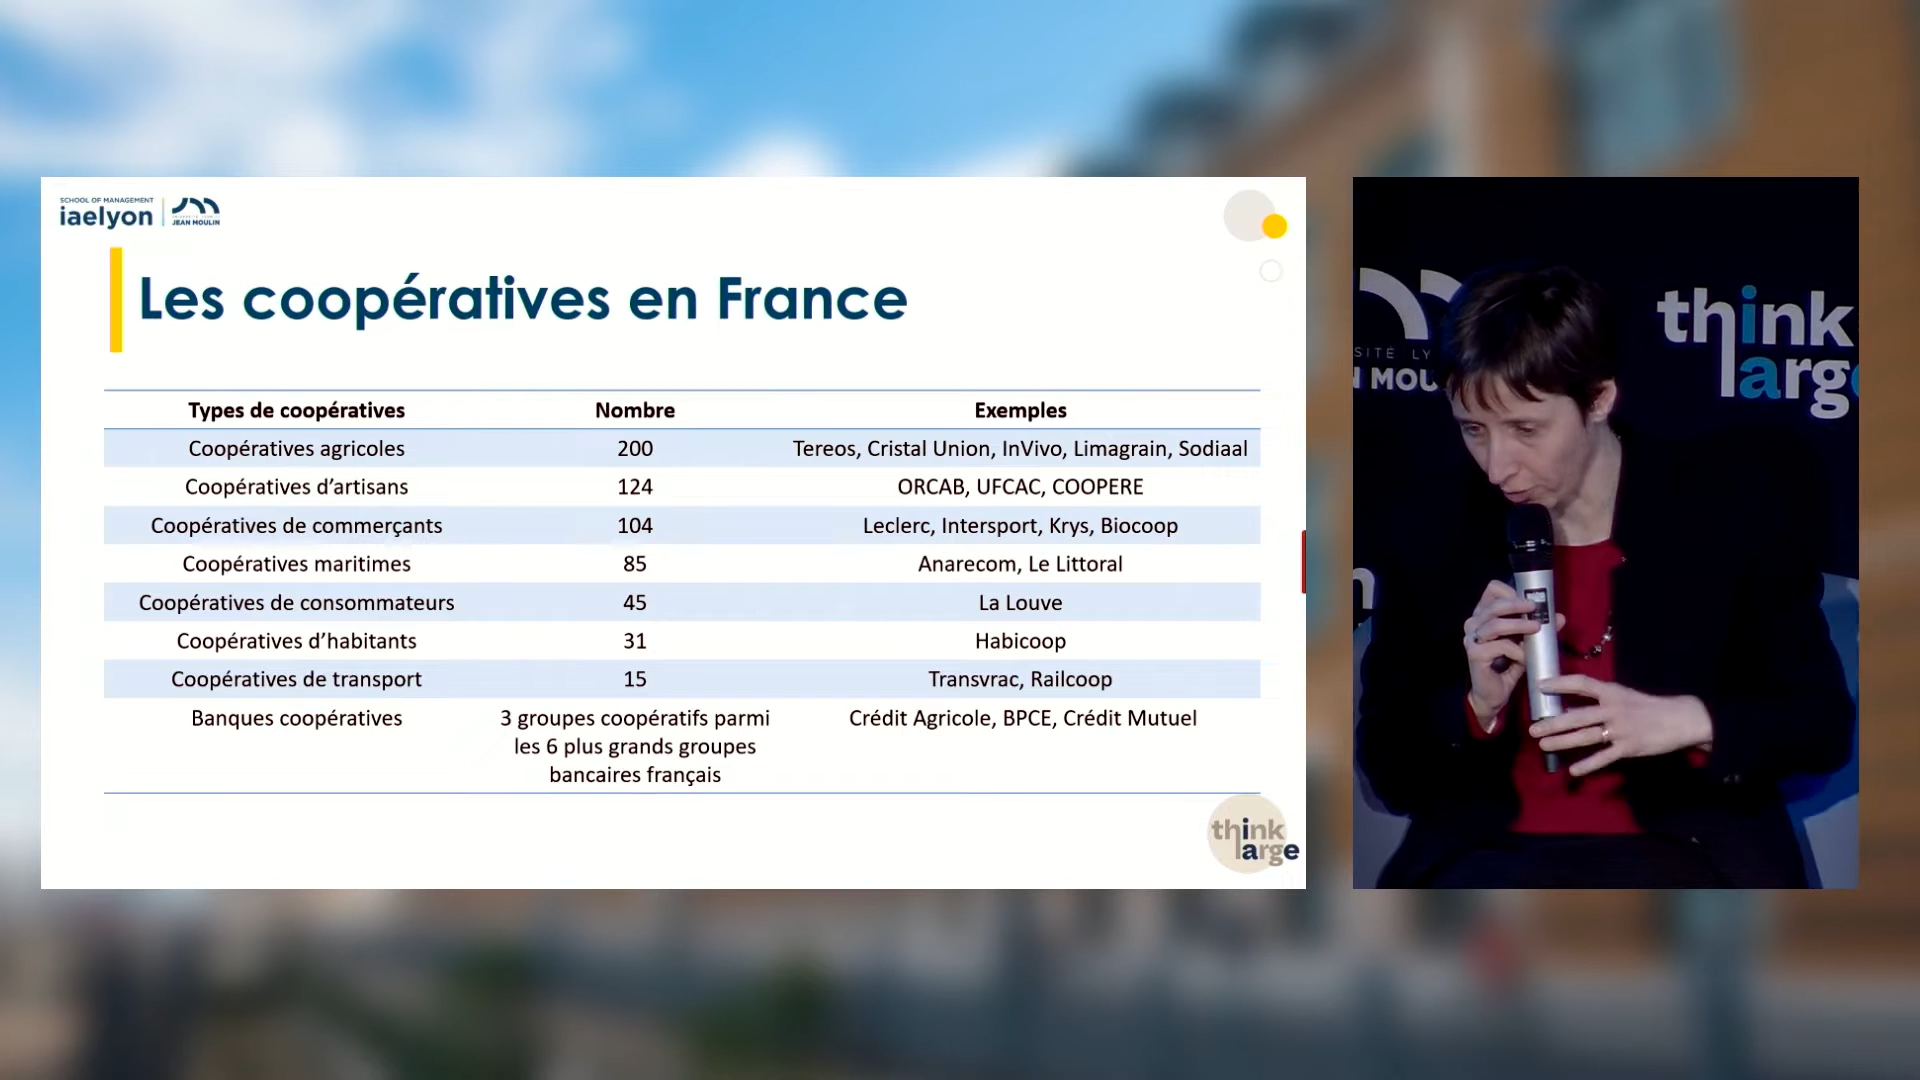 SCHOOL OF MANAGEMENT
iaelyon
JEAN MOULIN
Les coopératives en France
Types de coopératives Nombre Exemples
Coopératives agricoles 200 Tereos, Cristal Union, InVivo, Limagrain, Sodiaal
Coopératives d’artisans 124 ORCAB, UFCAC, COOPERE
Coopératives de commerçants 104 Leclerc, Intersport, Krys, Biocoop
Coopératives maritimes 85 Anarecom, Le Littoral
Coopératives de consommateurs 45 La Louve
Coopératives d’habitants 31 Habicoop
Coopératives de transport 15 Transvrac, Railcoop
Banques coopératives 3 groupes coopératifs parmi Crédit Agricole, BPCE, Crédit Mutuel
les 6 plus grands groupes
bancaires français
think
large
SITÉ LY
N MOU
think
large